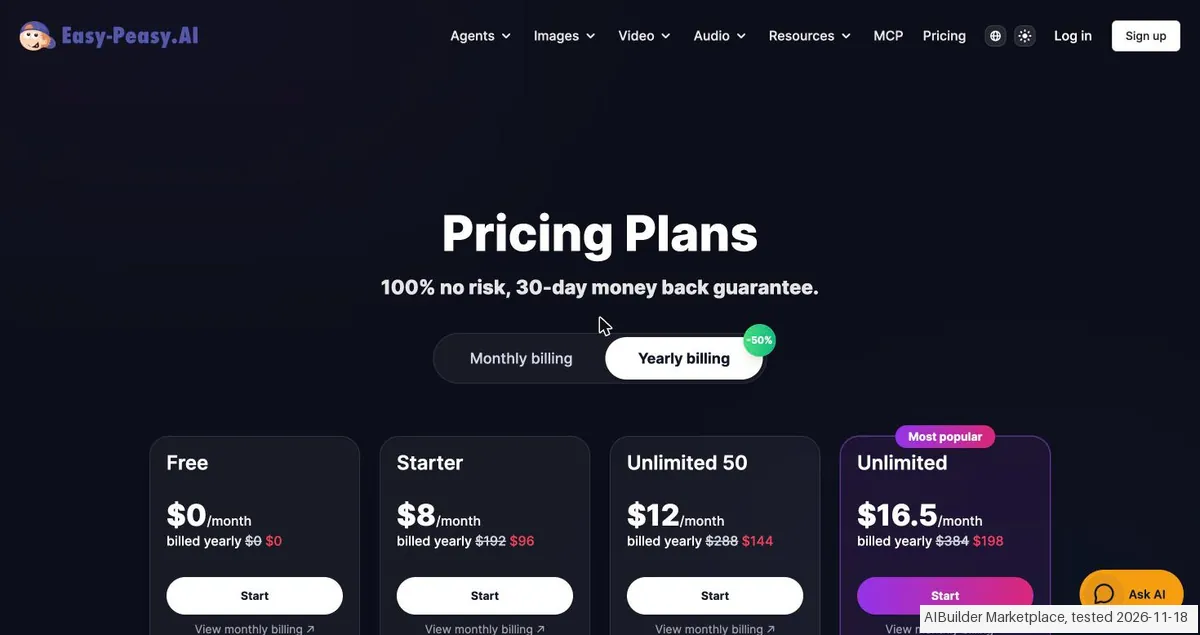 Easy-Peasy.AI
Agents Images Video Audio Resources MCP Pricing Log in Sign up
Pricing Plans
100% no risk, 30-day money back guarantee.
-50%
Monthly billing Yearly billing
Most popular
Free Starter Unlimited 50 Unlimited
$0/month $8/month $12/month $16.5/month
billed yearly $0 $0 billed yearly $192 $96 billed yearly $288 $144 billed yearly $384 $198
Start Start Start Start
Ask AI
View monthly billing ↗ View monthly billing ↗ View monthly billing ↗
AIBuilder Marketplace, tested 2026-11-18